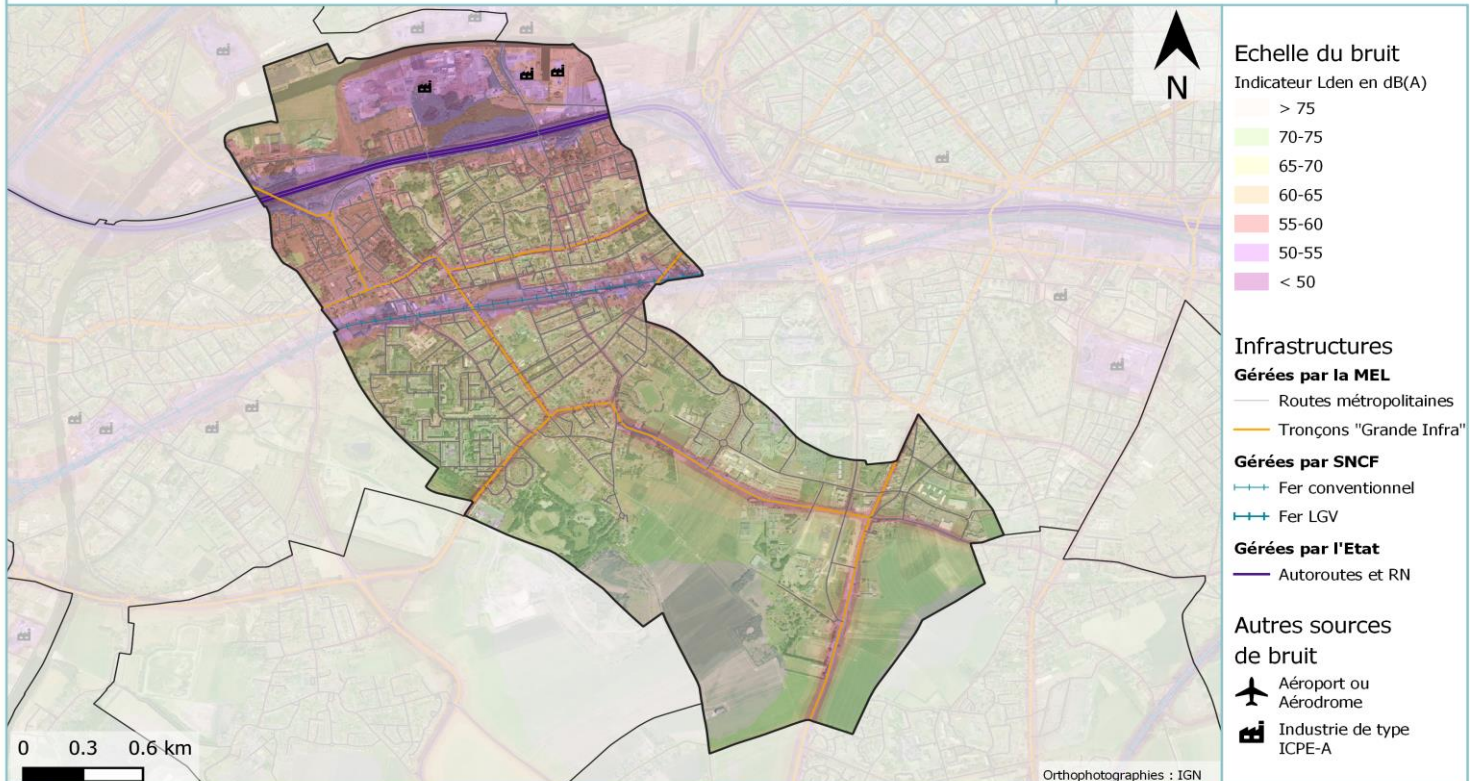 N
Echelle du bruit
Indicateur Lden en dB(A)
> 75
70-75
65-70
60-65
55-60
50-55
< 50
Infrastructures
Gérées par la MEL
Routes métropolitaines
Tronçons "Grande Infra"
Gérées par SNCF
Fer conventionnel
Fer LGV
Gérées par l'Etat
Autoroutes et RN
Autres sources
de bruit
Aéroport ou
Aérodrome
Industrie de type
ICPE-A
0 0.3 0.6 km
Orthophotographies : IGN